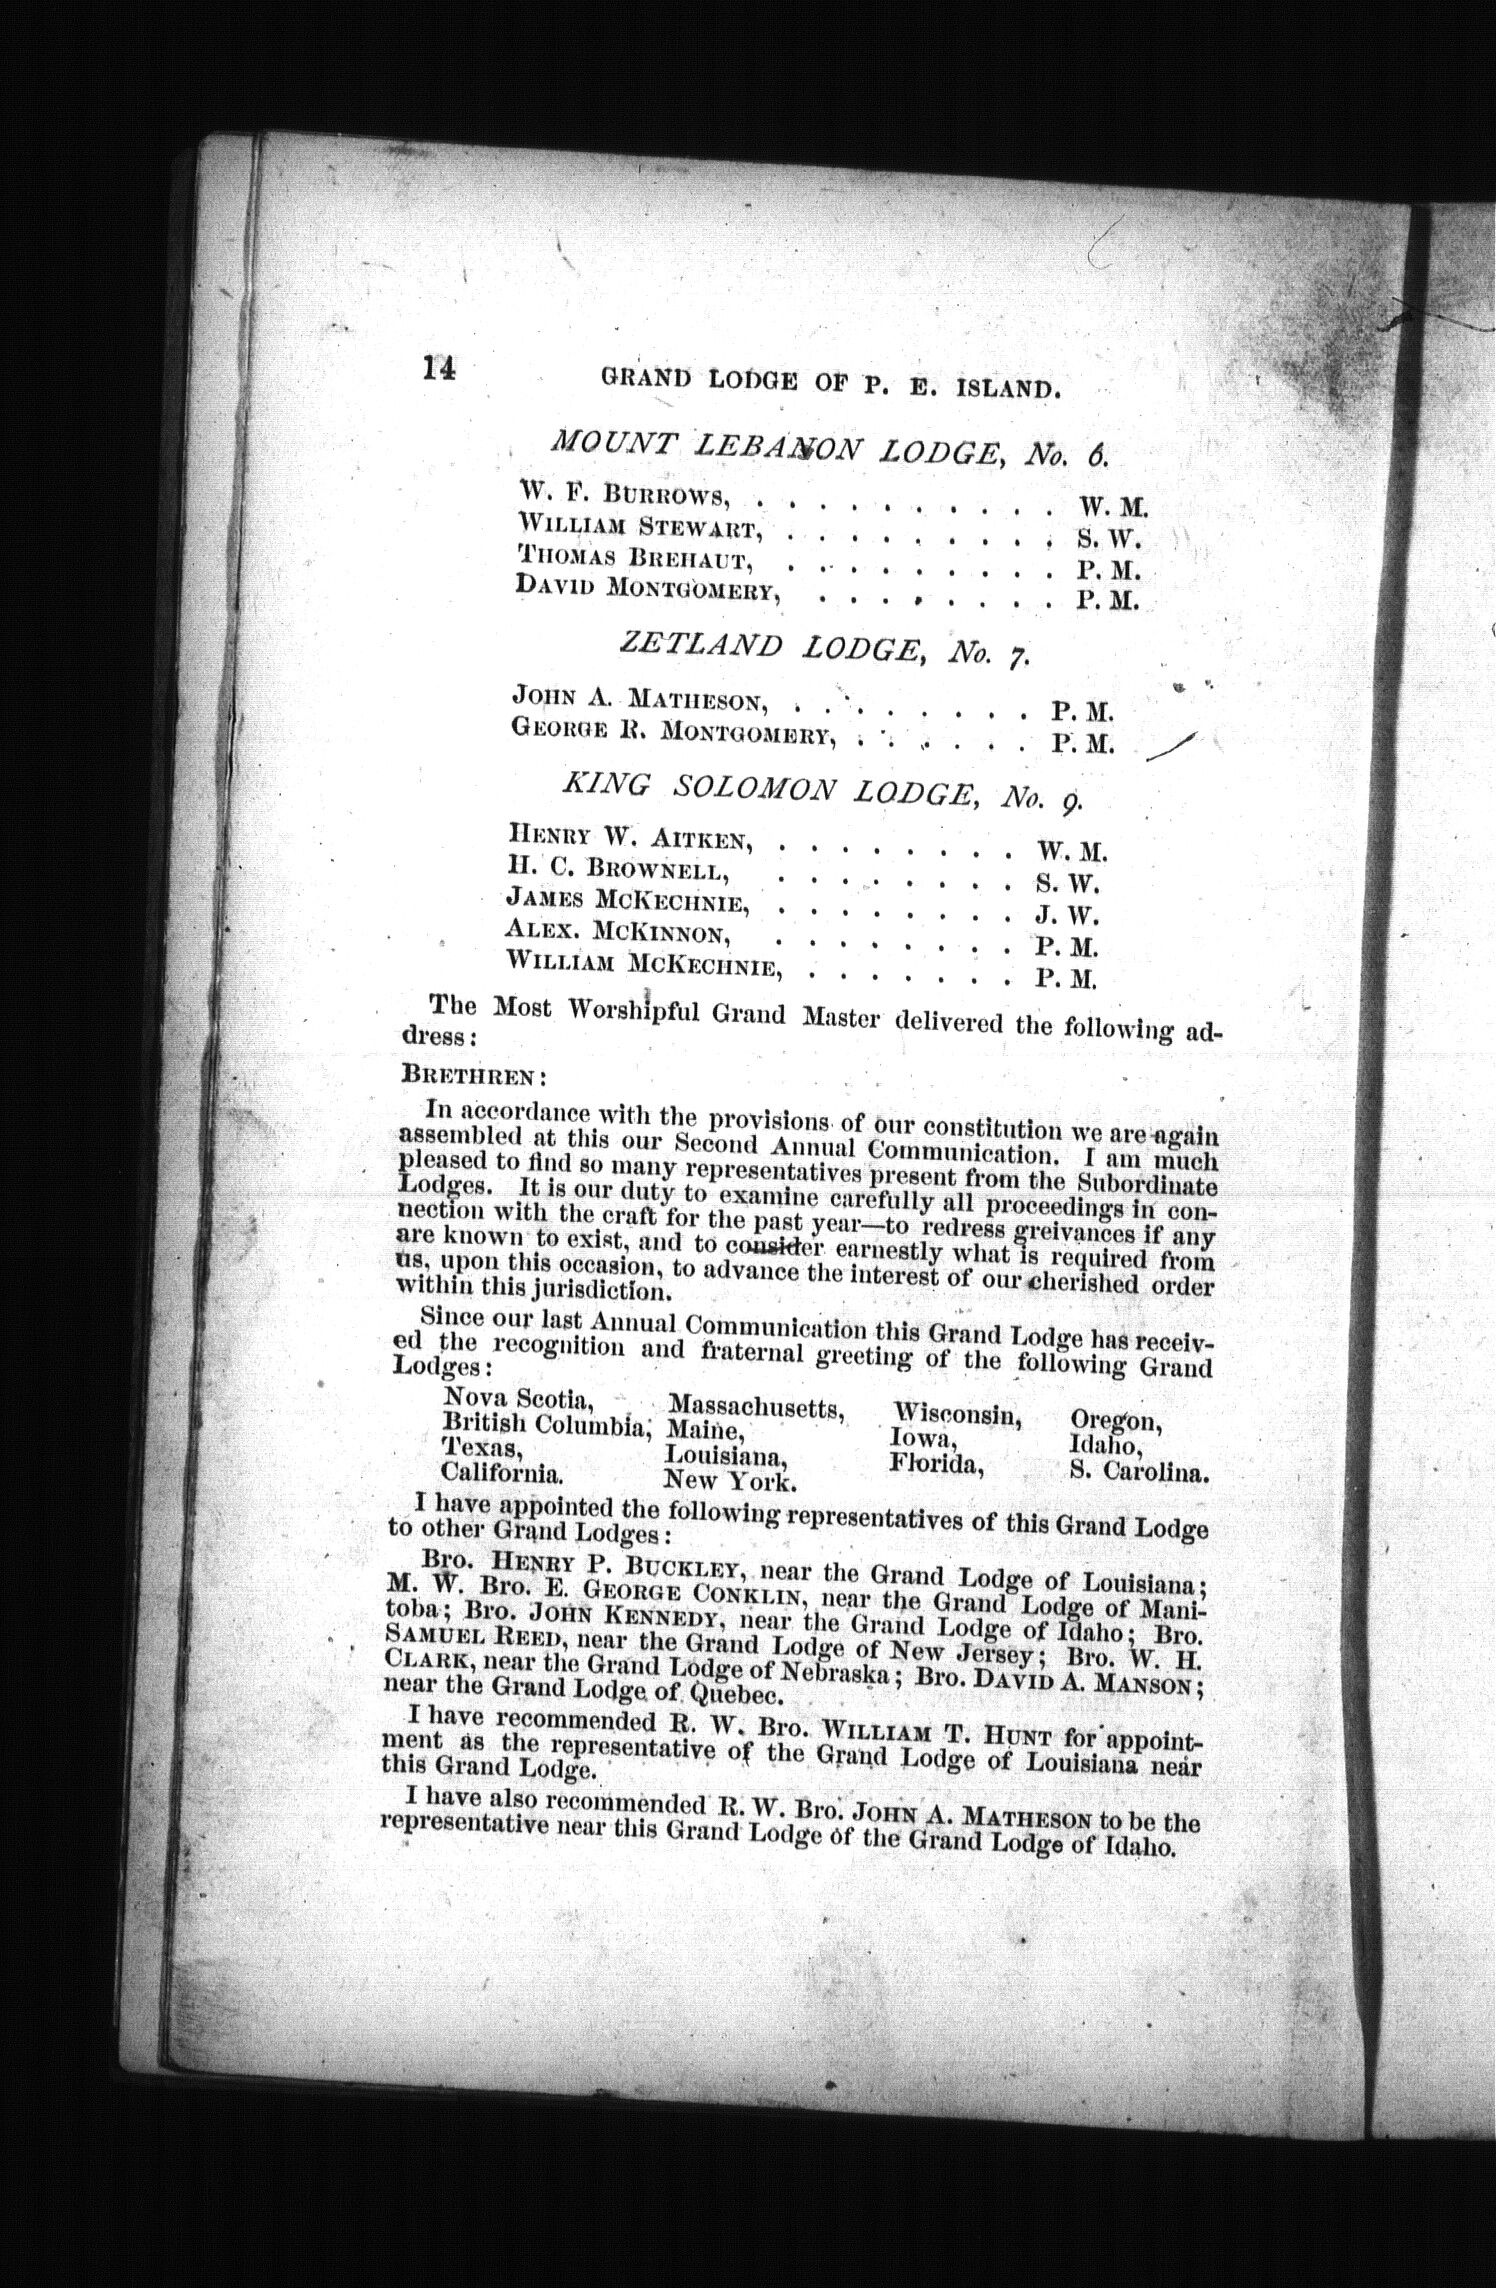 14 GRAND LODGE OF P. E. ISLAND.
MOUNT LEBANON LODGE, No. 6.
W. F. BURROWS, . . . . . . . . . . W. M.
WILLIAM STEWART, . . . . . . . . . S. W.
THOMAS BREHAUT, . . . . . . . . . P. M.
DAVID MONTGOMERY, . . . . . . . . P. M.
ZETLAND LODGE, No. 7.
JOHN A. MATHESON, . . . . . . . . P. M.
GEORGE R. MONTGOMERY, . . . . . . P. M.
KING SOLOMON LODGE, No. 9.
HENRY W. AITKEN, . . . . . . . . W. M.
H. C. BROWNELL, . . . . . . . . S. W.
JAMES MCKECHNIE, . . . . . . . . J. W.
ALEX. MCKINNON, . . . . . . . . P. M.
WILLIAM MCKECHNIE, . . . . . . . P. M.
The Most Worshipful Grand Master delivered the following ad-
dress:
BRETHREN:
In accordance with the provisions of our constitution we are again
assembled at this our Second Annual Communication. I am much
pleased to find so many representatives present from the Subordinate
Lodges. It is our duty to examine carefully all proceedings in con-
nection with the craft for the past year—to redress greivances if any
are known to exist, and to consider earnestly what is required from
us, upon this occasion, to advance the interest of our cherished order
within this jurisdiction.
Since our last Annual Communication this Grand Lodge has receiv-
ed the recognition and fraternal greeting of the following Grand
Lodges:
Nova Scotia, Massachusetts, Wisconsin, Oregon,
British Columbia, Maine, Iowa, Idaho,
Texas, Louisiana, Florida, S. Carolina.
California. New York.
I have appointed the following representatives of this Grand Lodge
to other Grand Lodges:
Bro. HENRY P. BUCKLEY, near the Grand Lodge of Louisiana;
M. W. Bro. E. GEORGE CONKLIN, near the Grand Lodge of Mani-
toba; Bro. JOHN KENNEDY, near the Grand Lodge of Idaho; Bro.
SAMUEL REED, near the Grand Lodge of New Jersey; Bro. W. H.
CLARK, near the Grand Lodge of Nebraska; Bro. DAVID A. MANSON;
near the Grand Lodge of Quebec.
I have recommended R. W. Bro. WILLIAM T. HUNT for appoint-
ment as the representative of the Grand Lodge of Louisiana near
this Grand Lodge.
I have also recommended R. W. Bro. JOHN A. MATHESON to be the
representative near this Grand Lodge of the Grand Lodge of Idaho.